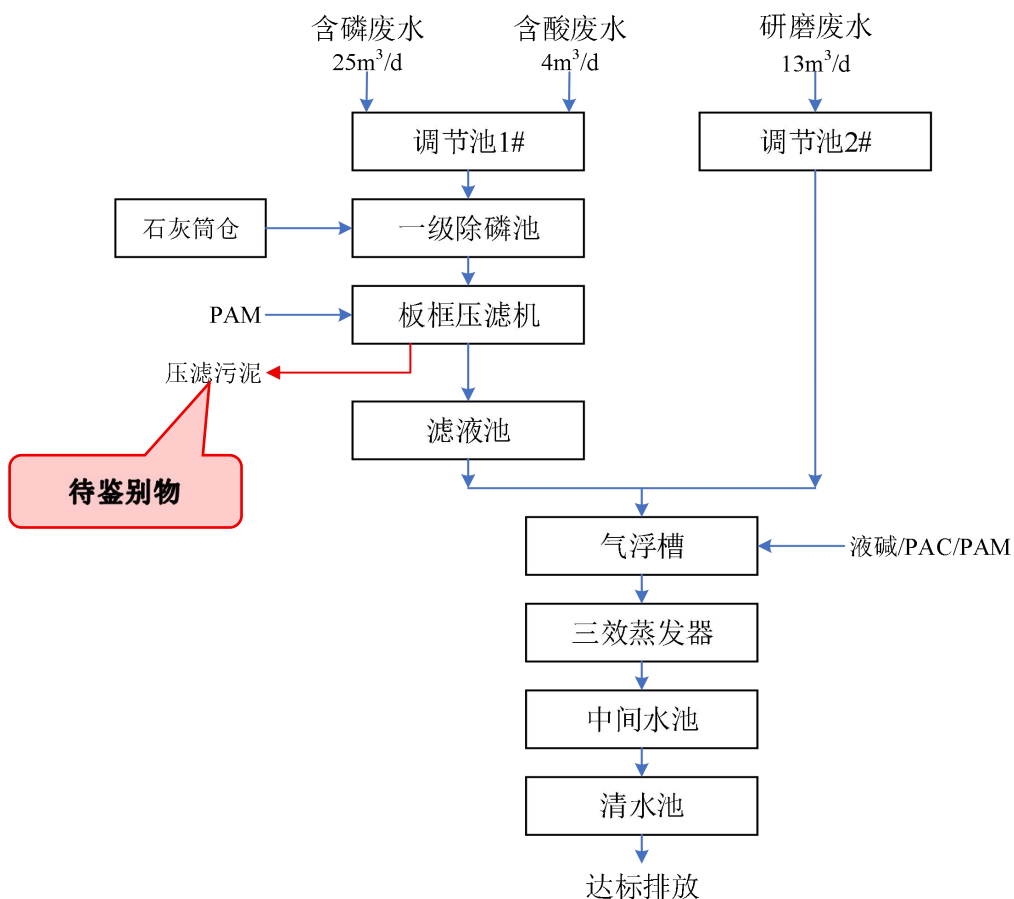 含磷废水
25m³/d
含酸废水
4m³/d
研磨废水
13m³/d
调节池1#
调节池2#
石灰筒仓
一级除磷池
PAM
板框压滤机
压滤污泥
滤液池
待鉴别物
气浮槽
液碱/PAC/PAM
三效蒸发器
中间水池
清水池
达标排放